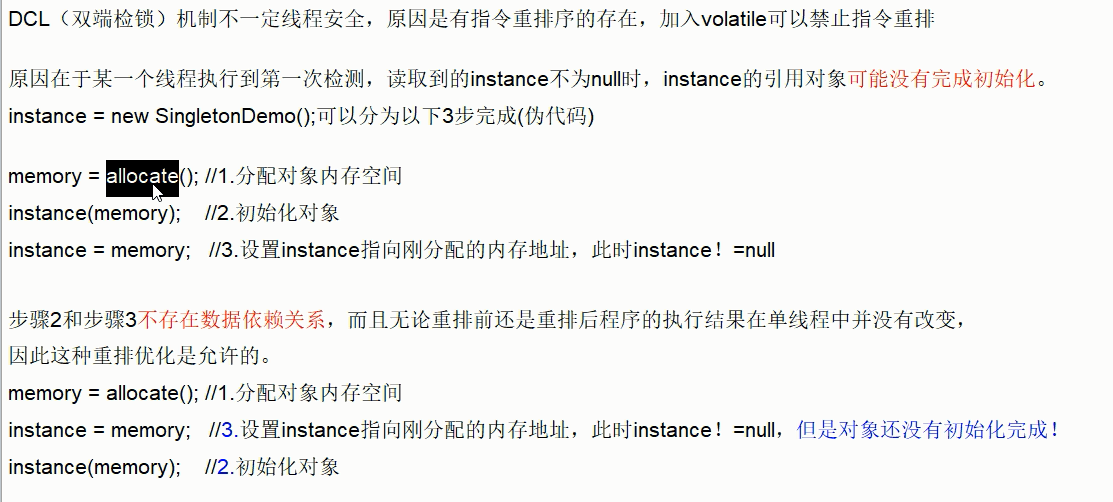 DCL（双端检锁）机制不一定线程安全，原因是有指令重排序的存在，加入volatile可以禁止指令重排
原因在于某一个线程执行到第一次检测，读取到的instance不为null时，instance的引用对象可能没有完成初始化。
instance = new SingletonDemo();可以分为以下3步完成(伪代码)
memory = allocate(); //1.分配对象内存空间
instance(memory);    //2.初始化对象
instance = memory;   //3.设置instance指向刚分配的内存地址，此时instance！=null
步骤2和步骤3不存在数据依赖关系，而且无论重排前还是重排后程序的执行结果在单线程中并没有改变，
因此这种重排优化是允许的。
memory = allocate(); //1.分配对象内存空间
instance = memory;   //3.设置instance指向刚分配的内存地址，此时instance！=null，但是对象还没有初始化完成！
instance(memory);    //2.初始化对象